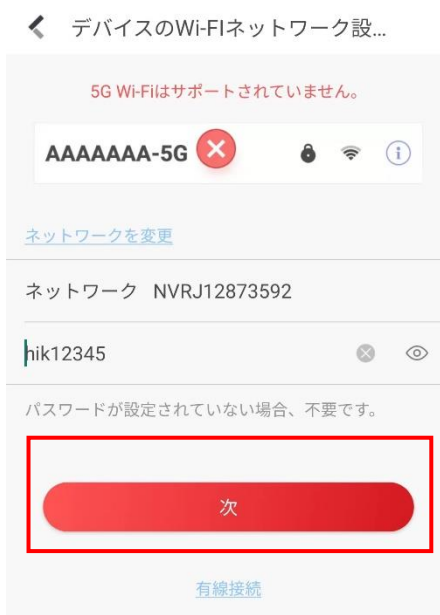 デバイスのWi-FIネットワーク設...
5G Wi-Fiはサポートされていません。
AAAAAAA-5G
ネットワークを変更
ネットワーク NVRJ12873592
hik12345
パスワードが設定されていない場合、不要です。
次
有線接続